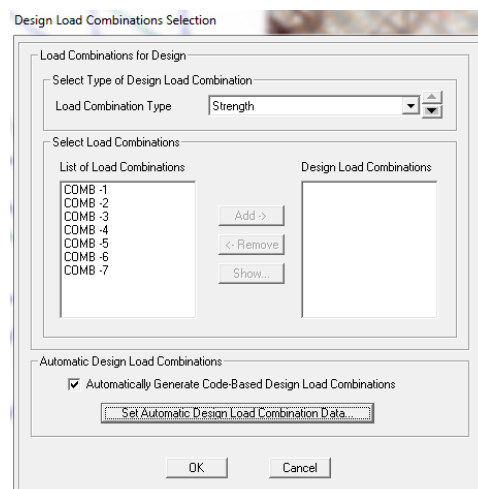 Design Load Combinations Selection
Load Combinations for Design
Select Type of Design Load Combination
Load Combination Type
Strength
Select Load Combinations
List of Load Combinations
Design Load Combinations
COMB -1
COMB -2
COMB -3
COMB -4
COMB -5
COMB -6
COMB -7
Add ->
<- Remove
Show...
Automatic Design Load Combinations
Automatically Generate Code-Based Design Load Combinations
Set Automatic Design Load Combination Data...
OK
Cancel